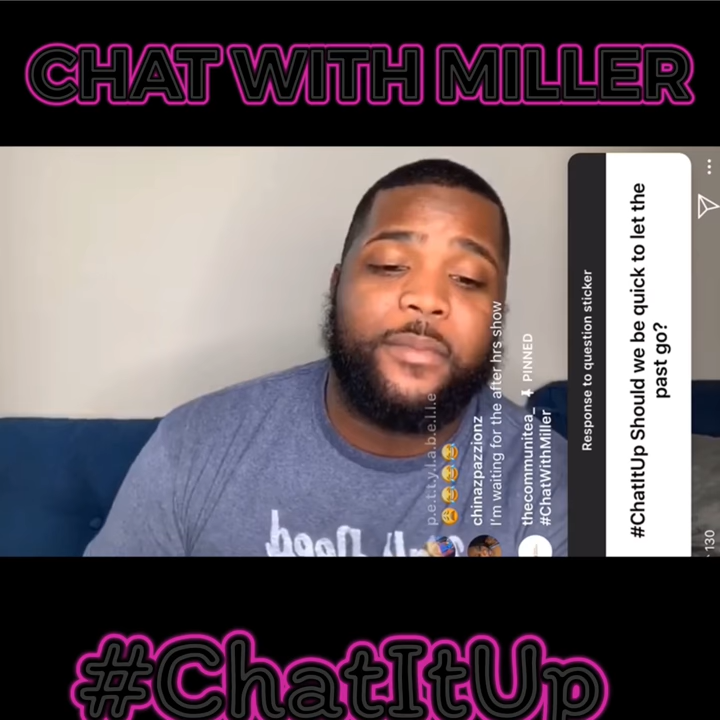 CHAT WITH MILLER
p.e.t.t.y.l.a.b.e.l.l.e
chinazpazzionz
I'm waiting for the after hrs show
thecommunitea_ PINNED
#ChatWithMiller
Response to question sticker
#ChatItUp Should we be quick to let the
past go?
130
#ChatItUp